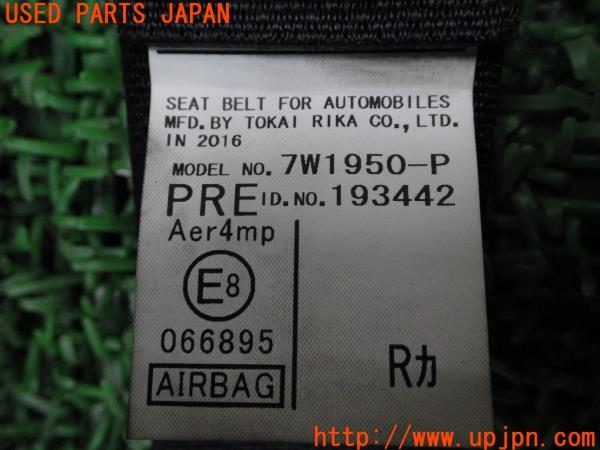 USED PARTS JAPAN
SEAT BELT FOR AUTOMOBILES
MFD. BY TOKAI RIKA CO., LTD.
IN 2016
MODEL NO. 7W1950-P
PRE ID.NO.193442
Aer4mp
E8
066895
AIRBAG
Rカ
http://www.upjpn.com